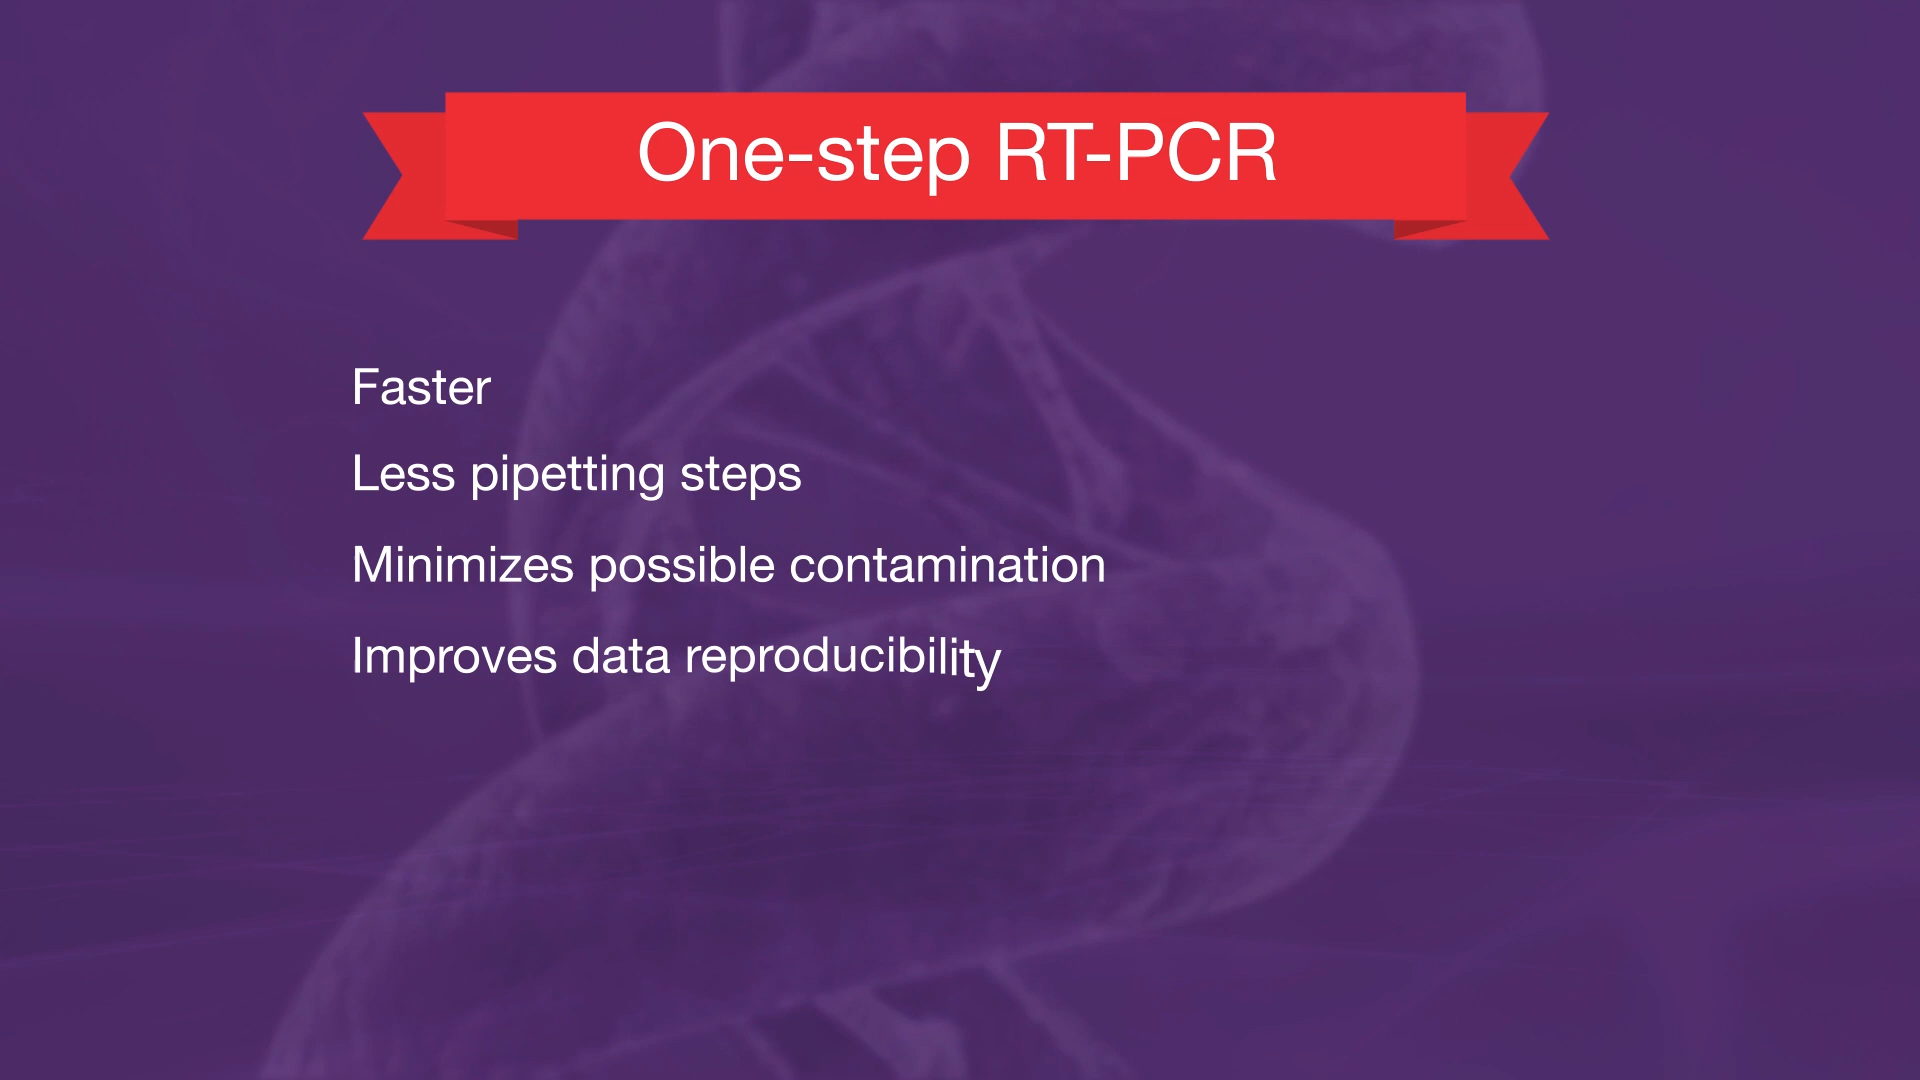 One-step RT-PCR
Faster
Less pipetting steps
Minimizes possible contamination
Improves data reproducibility